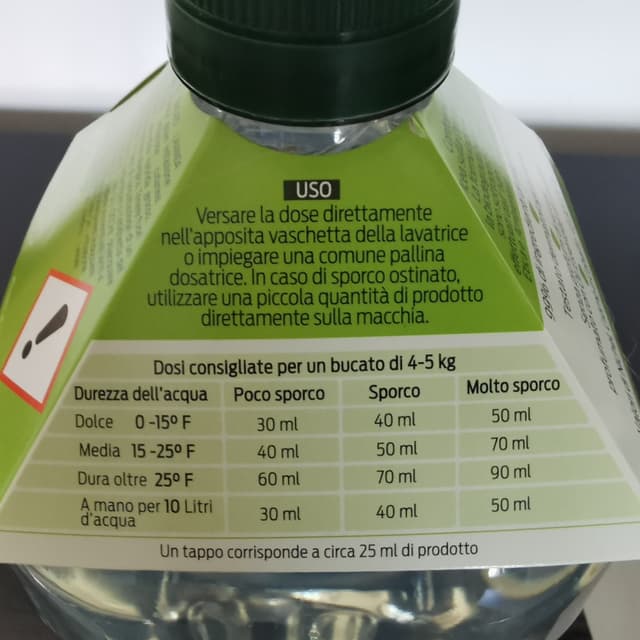 USO
Versare la dose direttamente
nell'apposita vaschetta della lavatrice
o impiegare una comune pallina
dosatrice. In caso di sporco ostinato,
utilizzare una piccola quantità di prodotto
direttamente sulla macchia.
Dosi consigliate per un bucato di 4-5 kg
Durezza dell'acqua Poco sporco Sporco Molto sporco
Dolce 0 -15° F 30 ml 40 ml 50 ml
Media 15 -25° F 40 ml 50 ml 70 ml
Dura oltre 25° F 60 ml 70 ml 90 ml
A mano per 10 Litri
d'acqua 30 ml 40 ml 50 ml
Un tappo corrisponde a circa 25 ml di prodotto